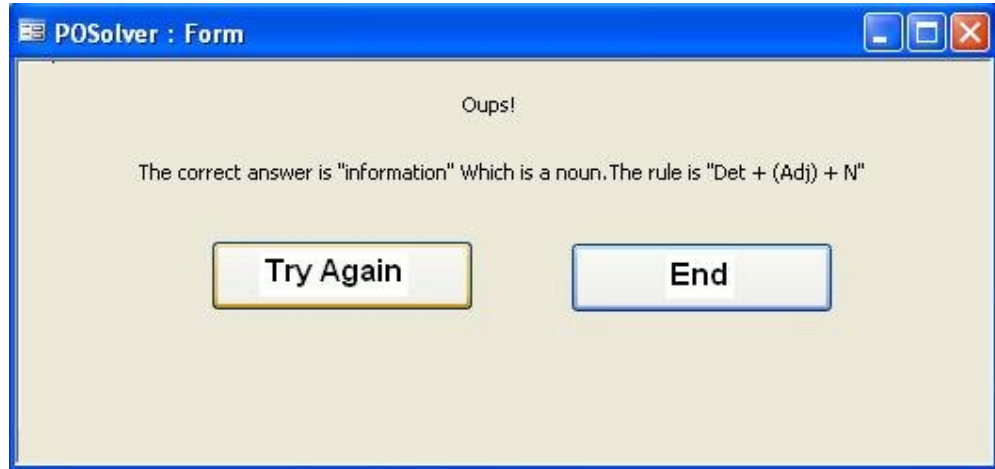 POSolver : Form
Oups!
The correct answer is "information" Which is a noun.The rule is "Det + (Adj) + N"
Try Again
End